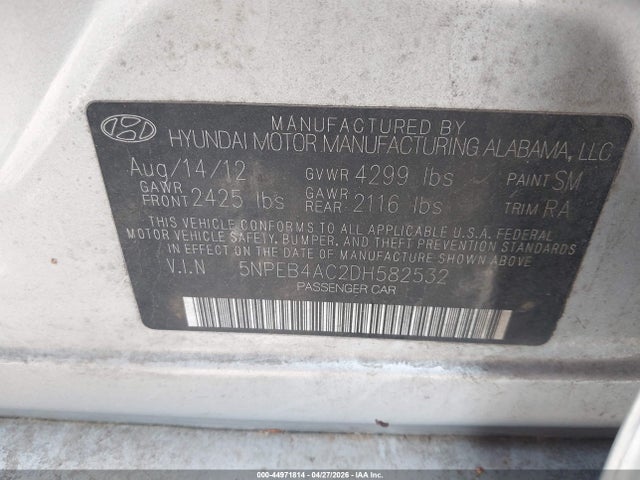 MANUFACTURED BY
HYUNDAI MOTOR MANUFACTURING ALABAMA, LLC
Aug/14/12 GVWR 4299 lbs PAINT SM
GAWR FRONT 2425 lbs GAWR REAR 2116 lbs TRIM RA
THIS VEHICLE CONFORMS TO ALL APPLICABLE U.S.A. FEDERAL
MOTOR VEHICLE SAFETY, BUMPER, AND THEFT PREVENTION
STANDARDS IN EFFECT ON THE DATE OF MANUFACTURE SHOWN ABOVE
V.I.N 5NPEB4AC2DH582532
PASSENGER CAR
000-44971814 - 04/27/2026 - IAAI.COM